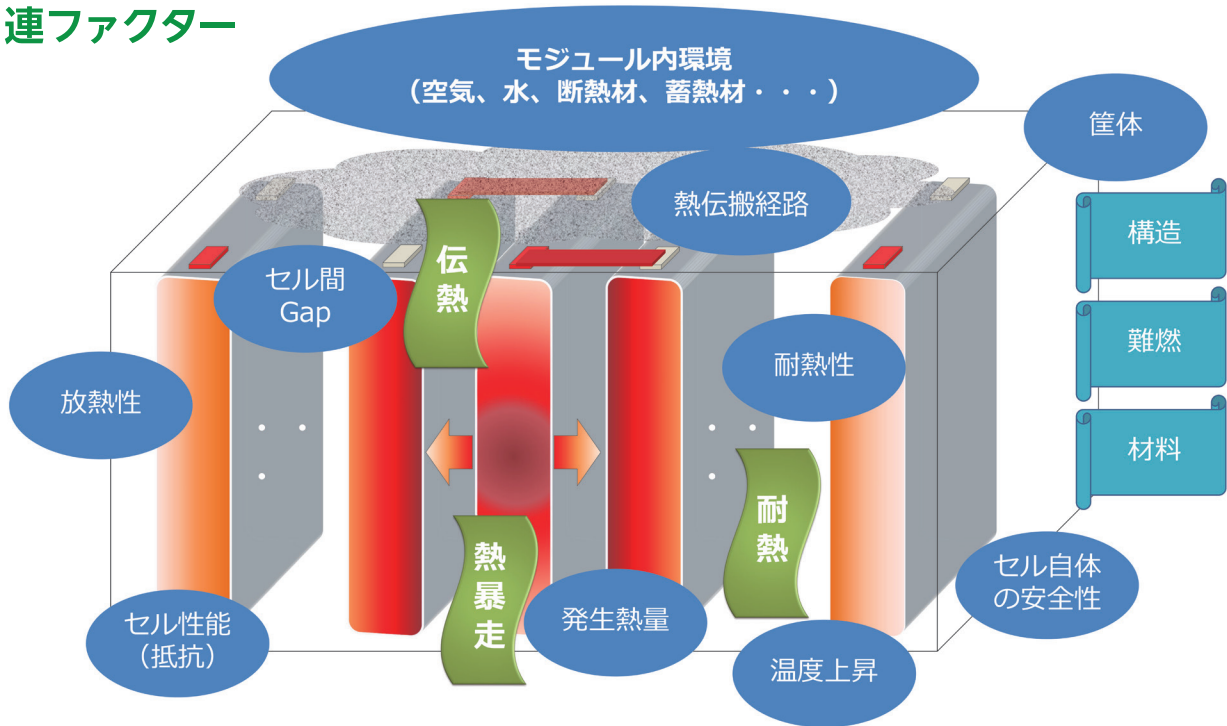 連ファクター
モジュール内環境
（空気、水、断熱材、蓄熱材・・・）
筐体
熱伝搬経路
構造
伝熱
セル間
Gap
難燃
耐熱性
放熱性
材料
耐熱
熱暴走
セル自体
の安全性
発生熱量
セル性能
（抵抗）
温度上昇